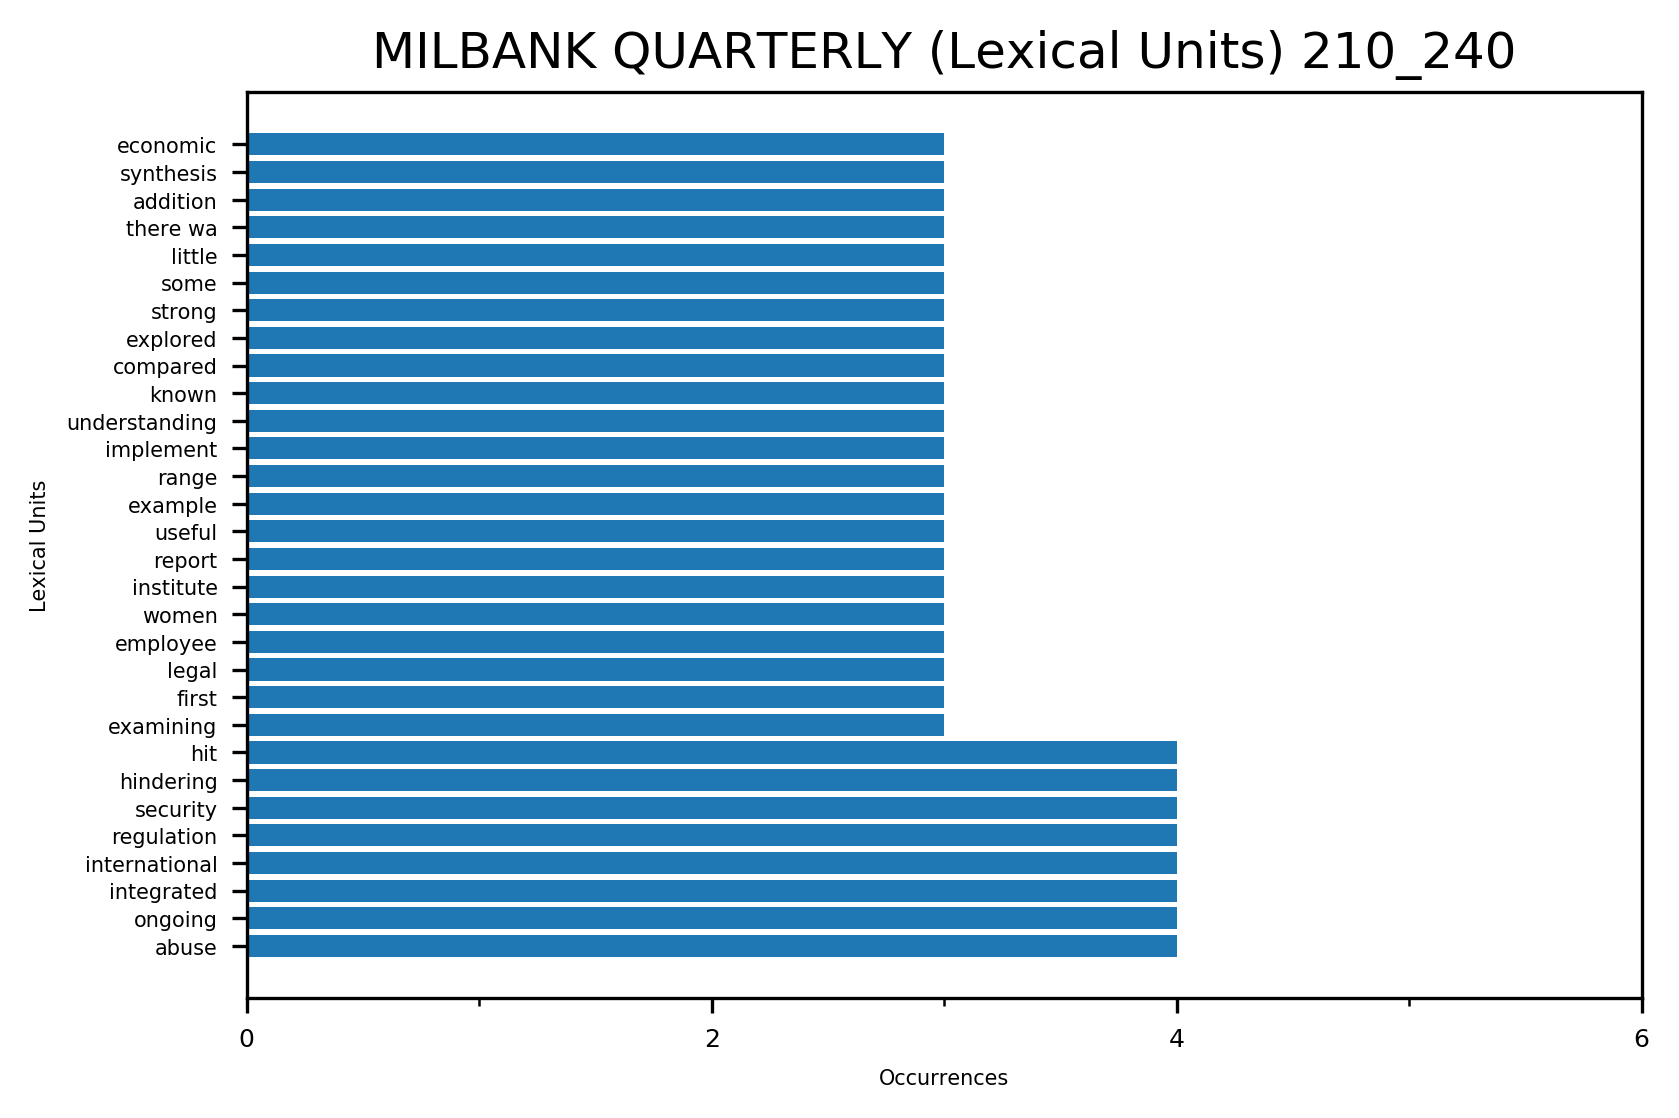 MILBANK QUARTERLY (Lexical Units) 210_240
economic
synthesis
addition
there wa
little
some
strong
explored
compared
known
understanding
implement
range
example
useful
report
institute
women
employee
legal
first
examining
hit
hindering
security
regulation
international
integrated
ongoing
abuse
Lexical Units
0 2 4 6
Occurrences